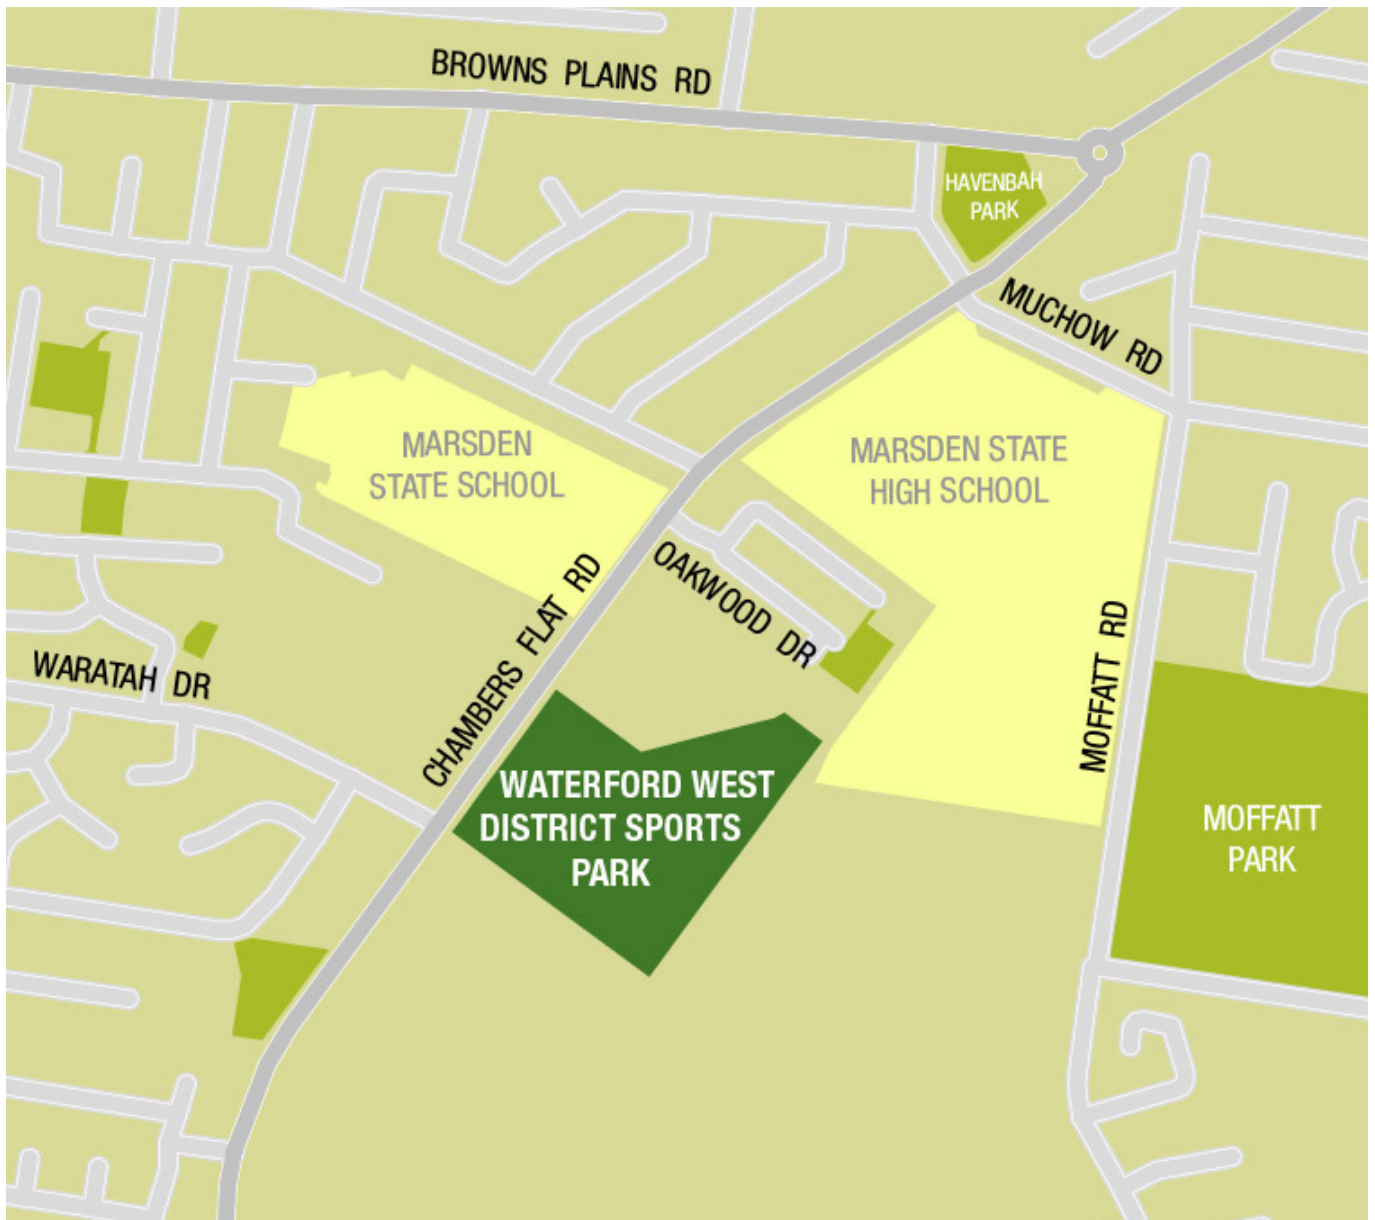 BROWNS PLAINS RD
HAVENBAH
PARK
MUCHOW RD
MARSDEN
STATE SCHOOL
MARSDEN STATE
HIGH SCHOOL
OAKWOOD DR
CHAMBERS FLAT RD
MOFFATT RD
WARATAH DR
WATERFORD WEST
DISTRICT SPORTS
PARK
MOFFATT
PARK